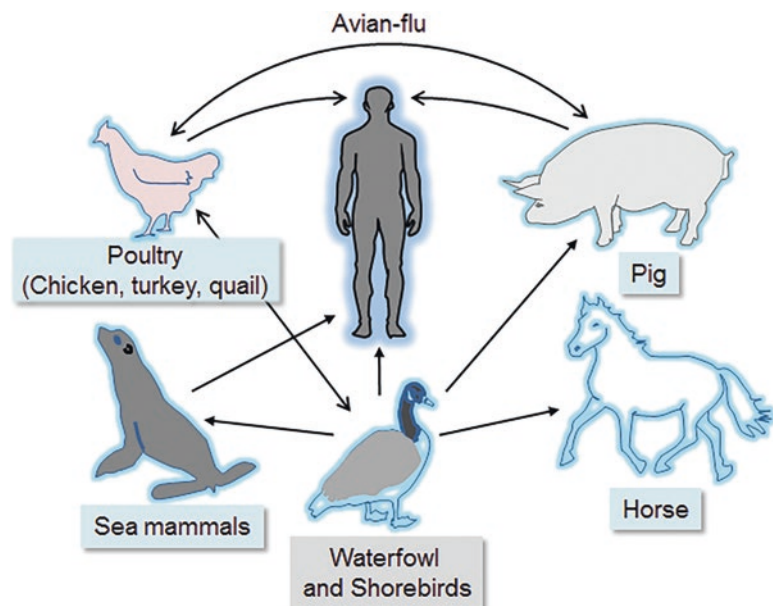 Avian-flu
Poultry
(Chicken, turkey, quail)
Pig
Sea mammals
Horse
Waterfowl
and Shorebirds